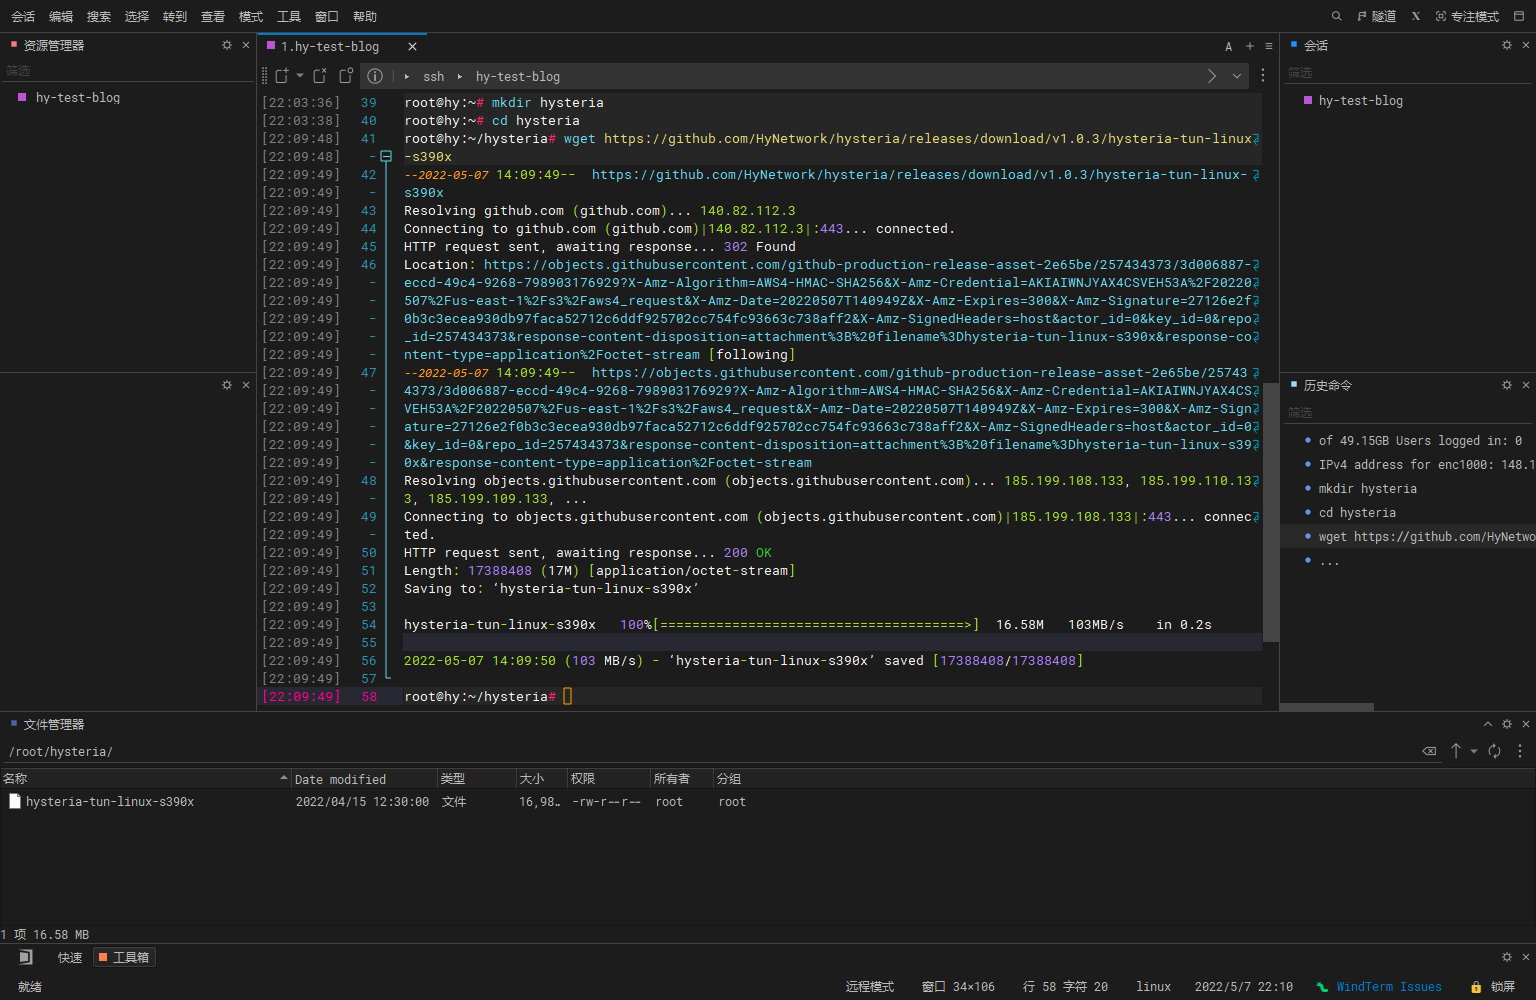 会话 编辑 搜索 选择 转到 查看 模式 工具 窗口 帮助 隧道 X 专注模式
资源管理器
筛选
hy-test-blog
1.hy-test-blog A
ssh hy-test-blog
[22:03:36] 39 root@hy:~# mkdir hysteria
[22:03:38] 40 root@hy:~# cd hysteria
[22:09:48] 41 root@hy:~/hysteria# wget https://github.com/HyNetwork/hysteria/releases/download/v1.0.3/hysteria-tun-linux
[22:09:48] - -s390x
[22:09:49] 42 --2022-05-07 14:09:49-- https://github.com/HyNetwork/hysteria/releases/download/v1.0.3/hysteria-tun-linux-
[22:09:49] - s390x
[22:09:49] 43 Resolving github.com (github.com)... 140.82.112.3
[22:09:49] 44 Connecting to github.com (github.com)|140.82.112.3|:443... connected.
[22:09:49] 45 HTTP request sent, awaiting response... 302 Found
[22:09:49] 46 Location: https://objects.githubusercontent.com/github-production-release-asset-2e65be/257434373/3d006887-
[22:09:49] - eccd-49c4-9268-798903176929?X-Amz-Algorithm=AWS4-HMAC-SHA256&X-Amz-Credential=AKIAIWNJYAX4CSVEH53A%2F20220
[22:09:49] - 507%2Fus-east-1%2Fs3%2Faws4_request&X-Amz-Date=20220507T140949Z&X-Amz-Expires=300&X-Amz-Signature=27126e2f
[22:09:49] - 0b3c3ecea930db97faca52712c6ddf925702cc754fc93663c738aff2&X-Amz-SignedHeaders=host&actor_id=0&key_id=0&repo
[22:09:49] - _id=257434373&response-content-disposition=attachment%3B%20filename%3Dhysteria-tun-linux-s390x&response-co
[22:09:49] - ntent-type=application%2Foctet-stream [following]
[22:09:49] 47 --2022-05-07 14:09:49-- https://objects.githubusercontent.com/github-production-release-asset-2e65be/25743
[22:09:49] - 4373/3d006887-eccd-49c4-9268-798903176929?X-Amz-Algorithm=AWS4-HMAC-SHA256&X-Amz-Credential=AKIAIWNJYAX4CS
[22:09:49] - VEH53A%2F20220507%2Fus-east-1%2Fs3%2Faws4_request&X-Amz-Date=20220507T140949Z&X-Amz-Expires=300&X-Amz-Sign
[22:09:49] - ature=27126e2f0b3c3ecea930db97faca52712c6ddf925702cc754fc93663c738aff2&X-Amz-SignedHeaders=host&actor_id=0
[22:09:49] - &key_id=0&repo_id=257434373&response-content-disposition=attachment%3B%20filename%3Dhysteria-tun-linux-s39
[22:09:49] - 0x&response-content-type=application%2Foctet-stream
[22:09:49] 48 Resolving objects.githubusercontent.com (objects.githubusercontent.com)... 185.199.108.133, 185.199.110.13
[22:09:49] - 3, 185.199.109.133, ...
[22:09:49] 49 Connecting to objects.githubusercontent.com (objects.githubusercontent.com)|185.199.108.133|:443... connec
[22:09:49] - ted.
[22:09:49] 50 HTTP request sent, awaiting response... 200 OK
[22:09:49] 51 Length: 17388408 (17M) [application/octet-stream]
[22:09:49] 52 Saving to: ‘hysteria-tun-linux-s390x’
[22:09:49] 53
[22:09:49] 54 hysteria-tun-linux-s390x 100%[======================================>] 16.58M 103MB/s in 0.2s
[22:09:49] 55
[22:09:49] 56 2022-05-07 14:09:50 (103 MB/s) - ‘hysteria-tun-linux-s390x’ saved [17388408/17388408]
[22:09:49] 57
[22:09:49] 58 root@hy:~/hysteria#
会话
筛选
hy-test-blog
历史命令
筛选
of 49.15GB Users logged in: 0
IPv4 address for enc1000: 148.1
mkdir hysteria
cd hysteria
wget https://github.com/HyNetwo
...
文件管理器
/root/hysteria/
名称 Date modified 类型 大小 权限 所有者 分组
hysteria-tun-linux-s390x 2022/04/15 12:30:00 文件 16,98… -rw-r--r-- root root
1 项 16.58 MB
快速 工具箱
就绪 远程模式 窗口 34×106 行 58 字符 20 linux 2022/5/7 22:10 WindTerm Issues 锁屏